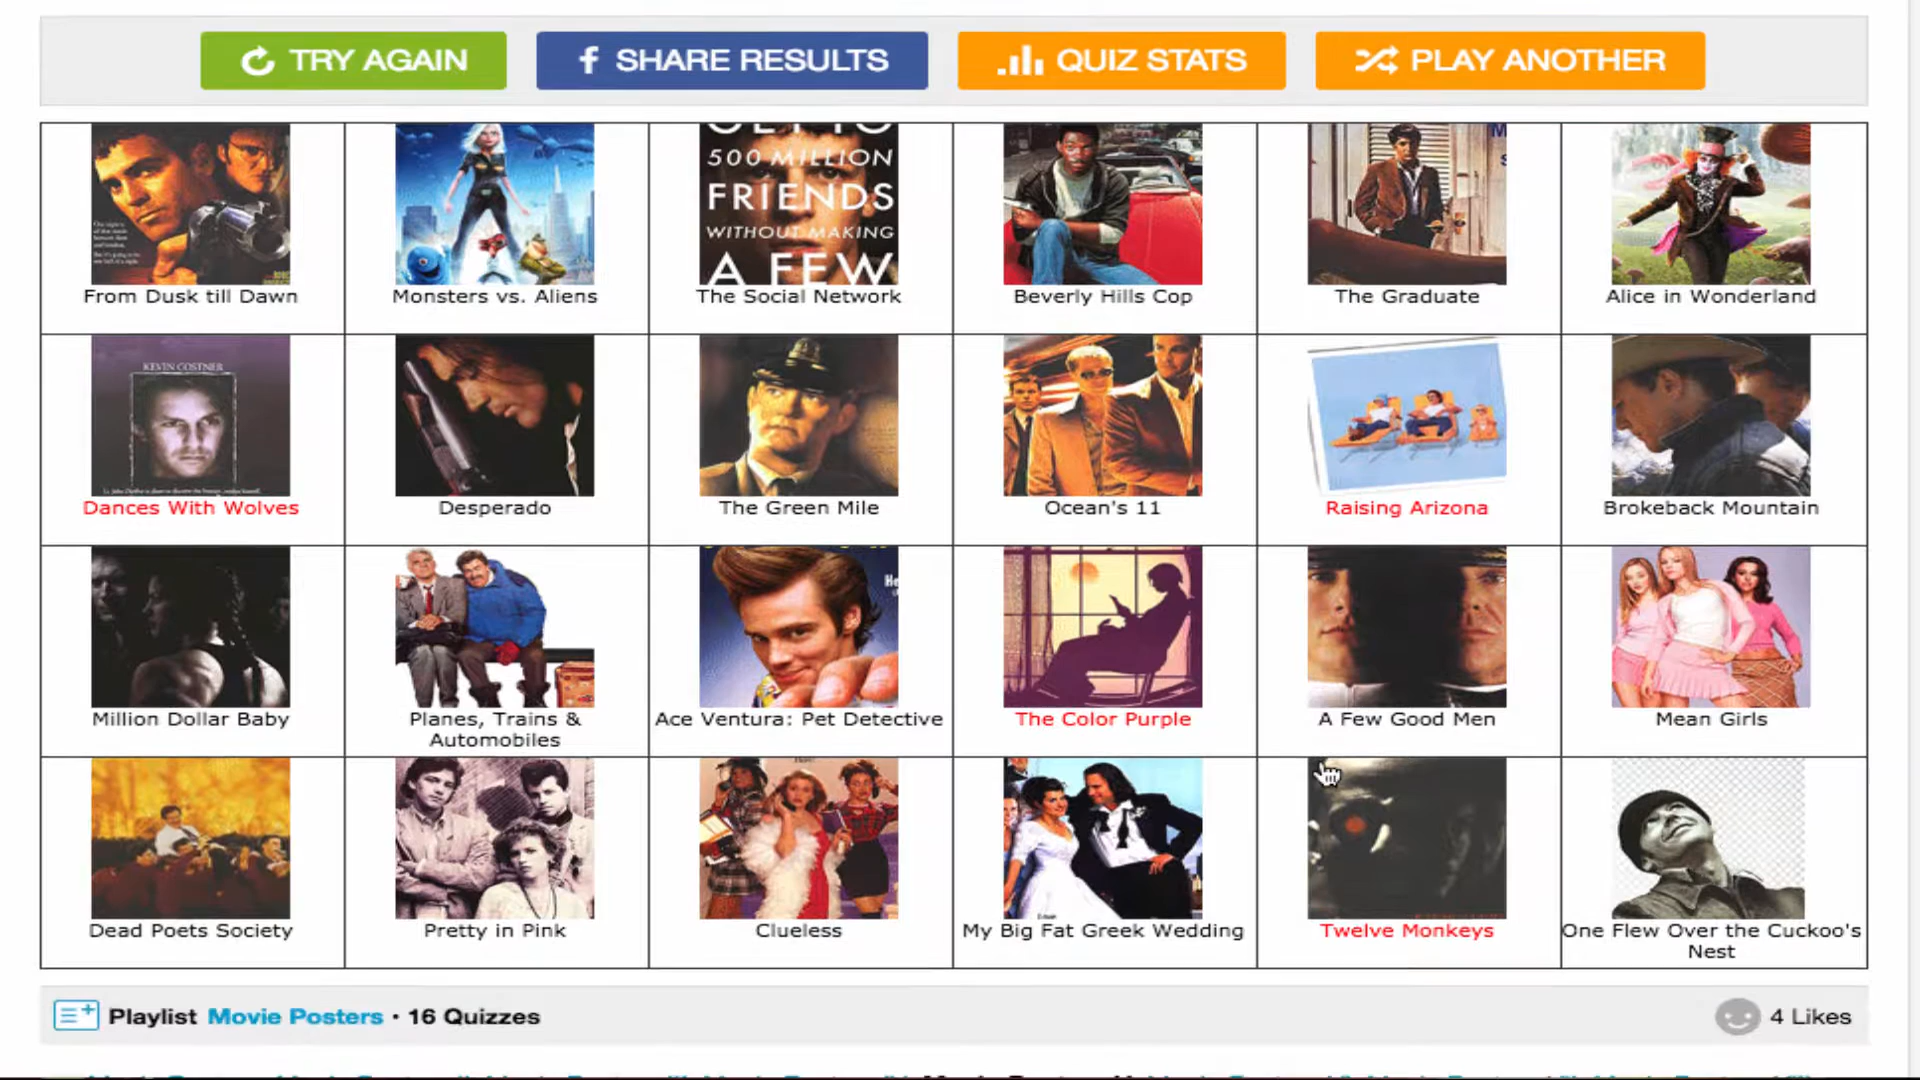 TRY AGAIN
f SHARE RESULTS
QUIZ STATS
PLAY ANOTHER
500 MILLION
FRIENDS
WITHOUT MAKING
A FEW
From Dusk till Dawn
Monsters vs. Aliens
The Social Network
Beverly Hills Cop
The Graduate
Alice in Wonderland
KEVIN COSTNER
Dances With Wolves
Desperado
The Green Mile
Ocean's 11
Raising Arizona
Brokeback Mountain
He
Million Dollar Baby
Planes, Trains &
Automobiles
Ace Ventura: Pet Detective
The Color Purple
A Few Good Men
Mean Girls
Dead Poets Society
Pretty in Pink
Clueless
My Big Fat Greek Wedding
Twelve Monkeys
One Flew Over the Cuckoo's
Nest
Playlist Movie Posters • 16 Quizzes
4 Likes